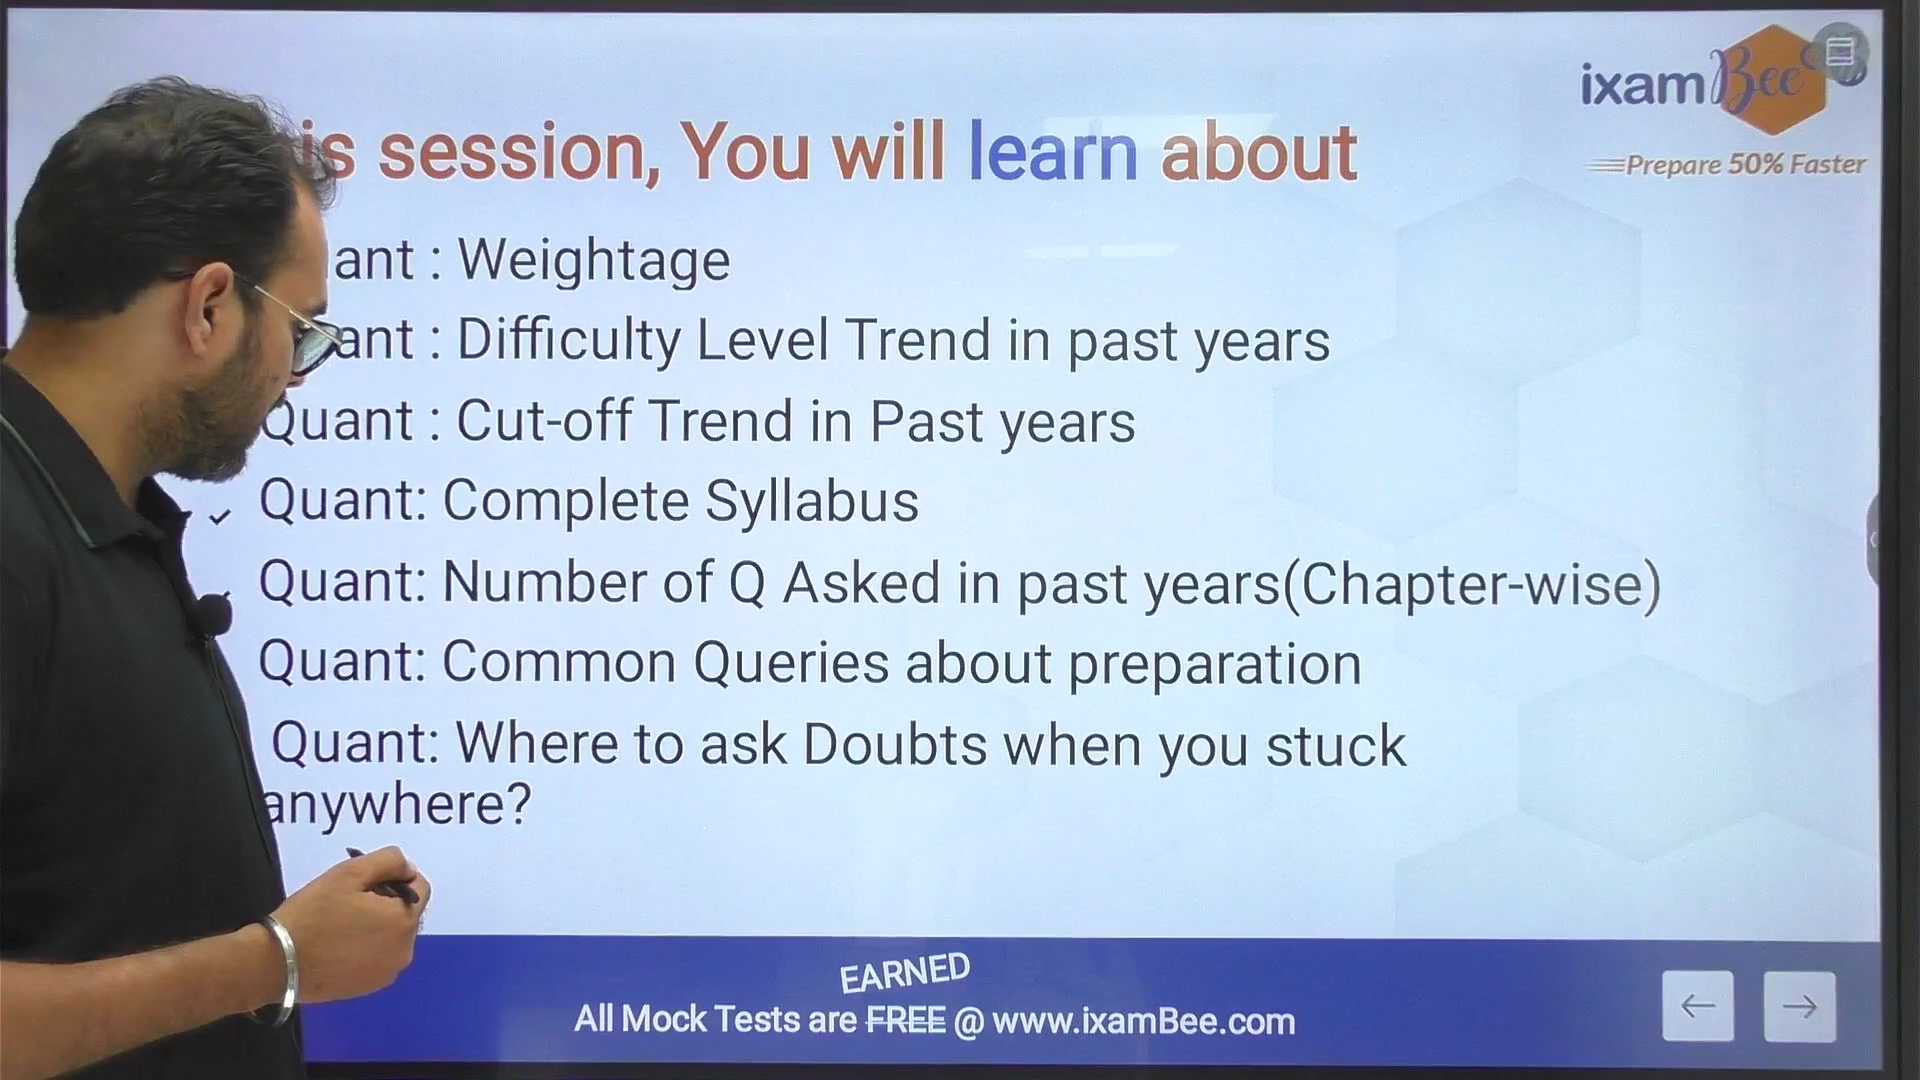 ixamBee
Prepare 50% Faster
session, You will learn about
: Weightage
: Difficulty Level Trend in past years
Quant : Cut-off Trend in Past years
Quant: Complete Syllabus
Quant: Number of Q Asked in past years(Chapter-wise)
Quant: Common Queries about preparation
Quant: Where to ask Doubts when you stuck
anywhere?
EARNED
All Mock Tests are FREE @ www.ixamBee.com